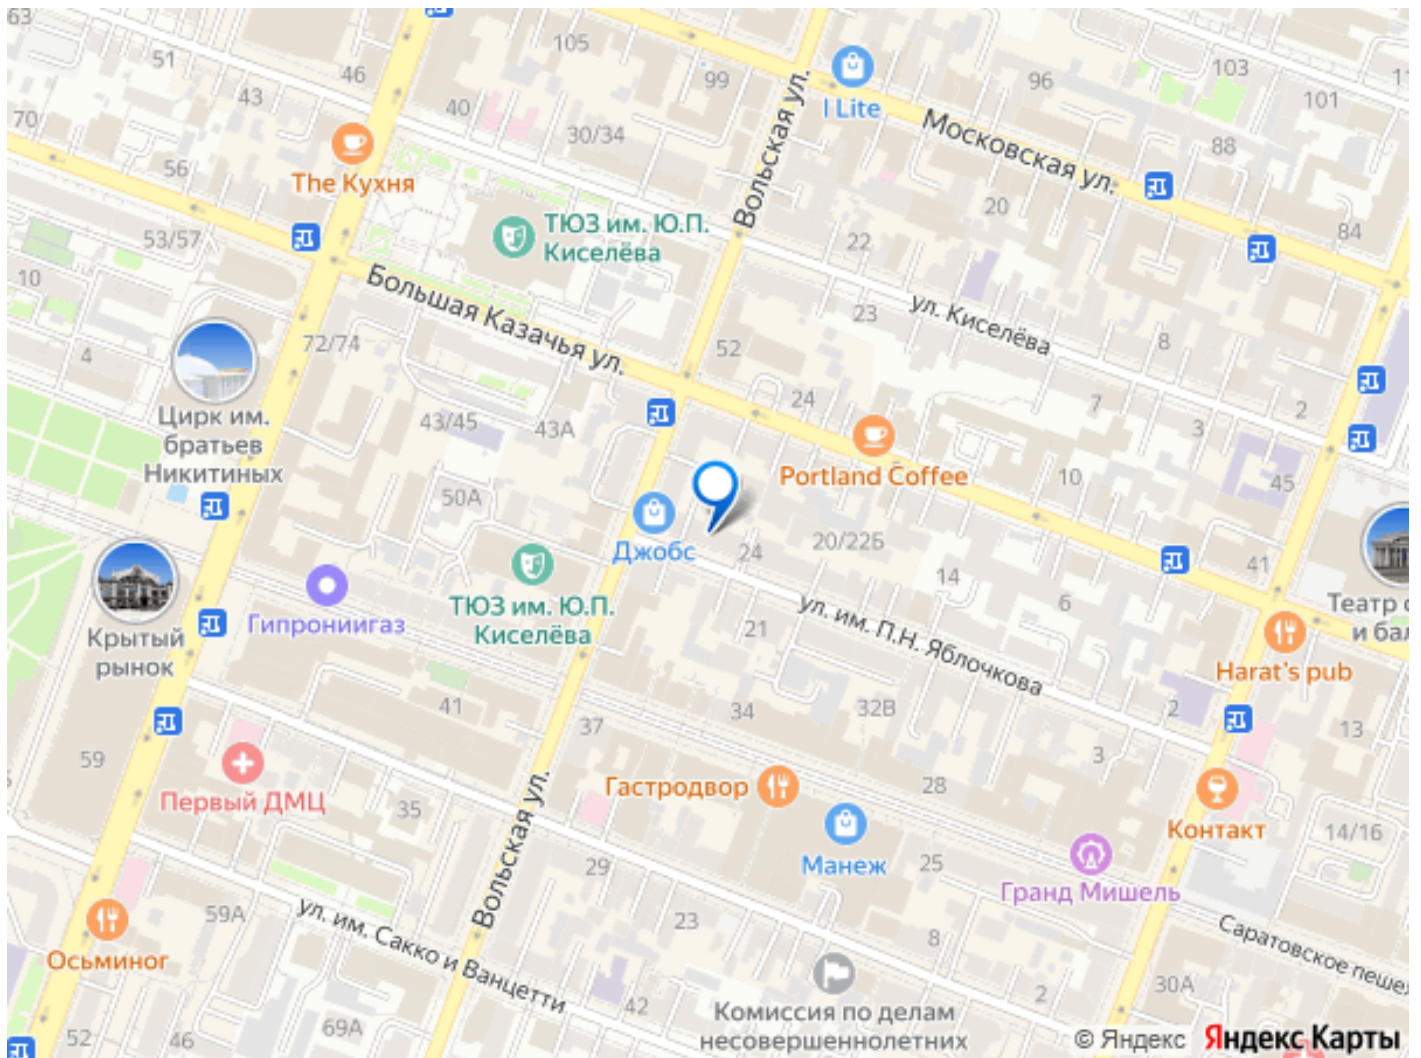 63
51
46
43
105
99
40
30/34
I Lite
96
103
101
Московская ул.
88
70
56
The Кухня
Вольская ул.
20
84
53/57
ТЮЗ им. Ю.П.
Киселёва
22
10
Большая Казачья ул.
23
ул. Киселёва
8
72/74
52
4
Цирк им.
братьев
Никитиных
43/45
43А
24
7
2
3
Portland Coffee
10
45
50А
Джобс
24
20/22Б
41
14
6
ТЮЗ им. Ю.П.
Киселёва
Гипрониигаз
Крытый
рынок
21
ул. им. П.Н. Яблочкова
Театр о
и бал
Harat's pub
41
37
34
32В
2
13
3
59
Первый ДМЦ
35
Гастродвор
28
Манеж
25
Контакт
14/16
Гранд Мишель
Вольская ул.
29
59А
ул. им. Сакко и Ванцетти
23
8
Саратовское пеше
Осьминог
30А
2
42
Комиссия по делам
несовершеннолетних
52
46
69А
© Яндекс Яндекс Карты